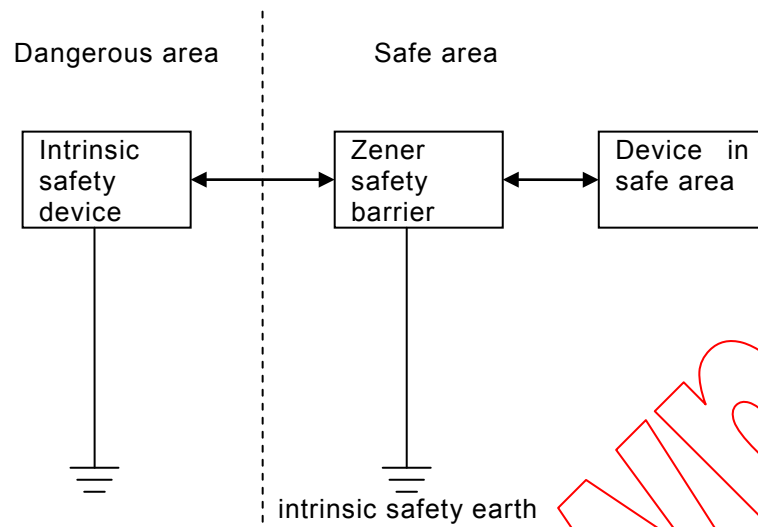 Dangerous area
Safe area
Intrinsic
safety
device
Zener
safety
barrier
Device in
safe area
intrinsic safety earth